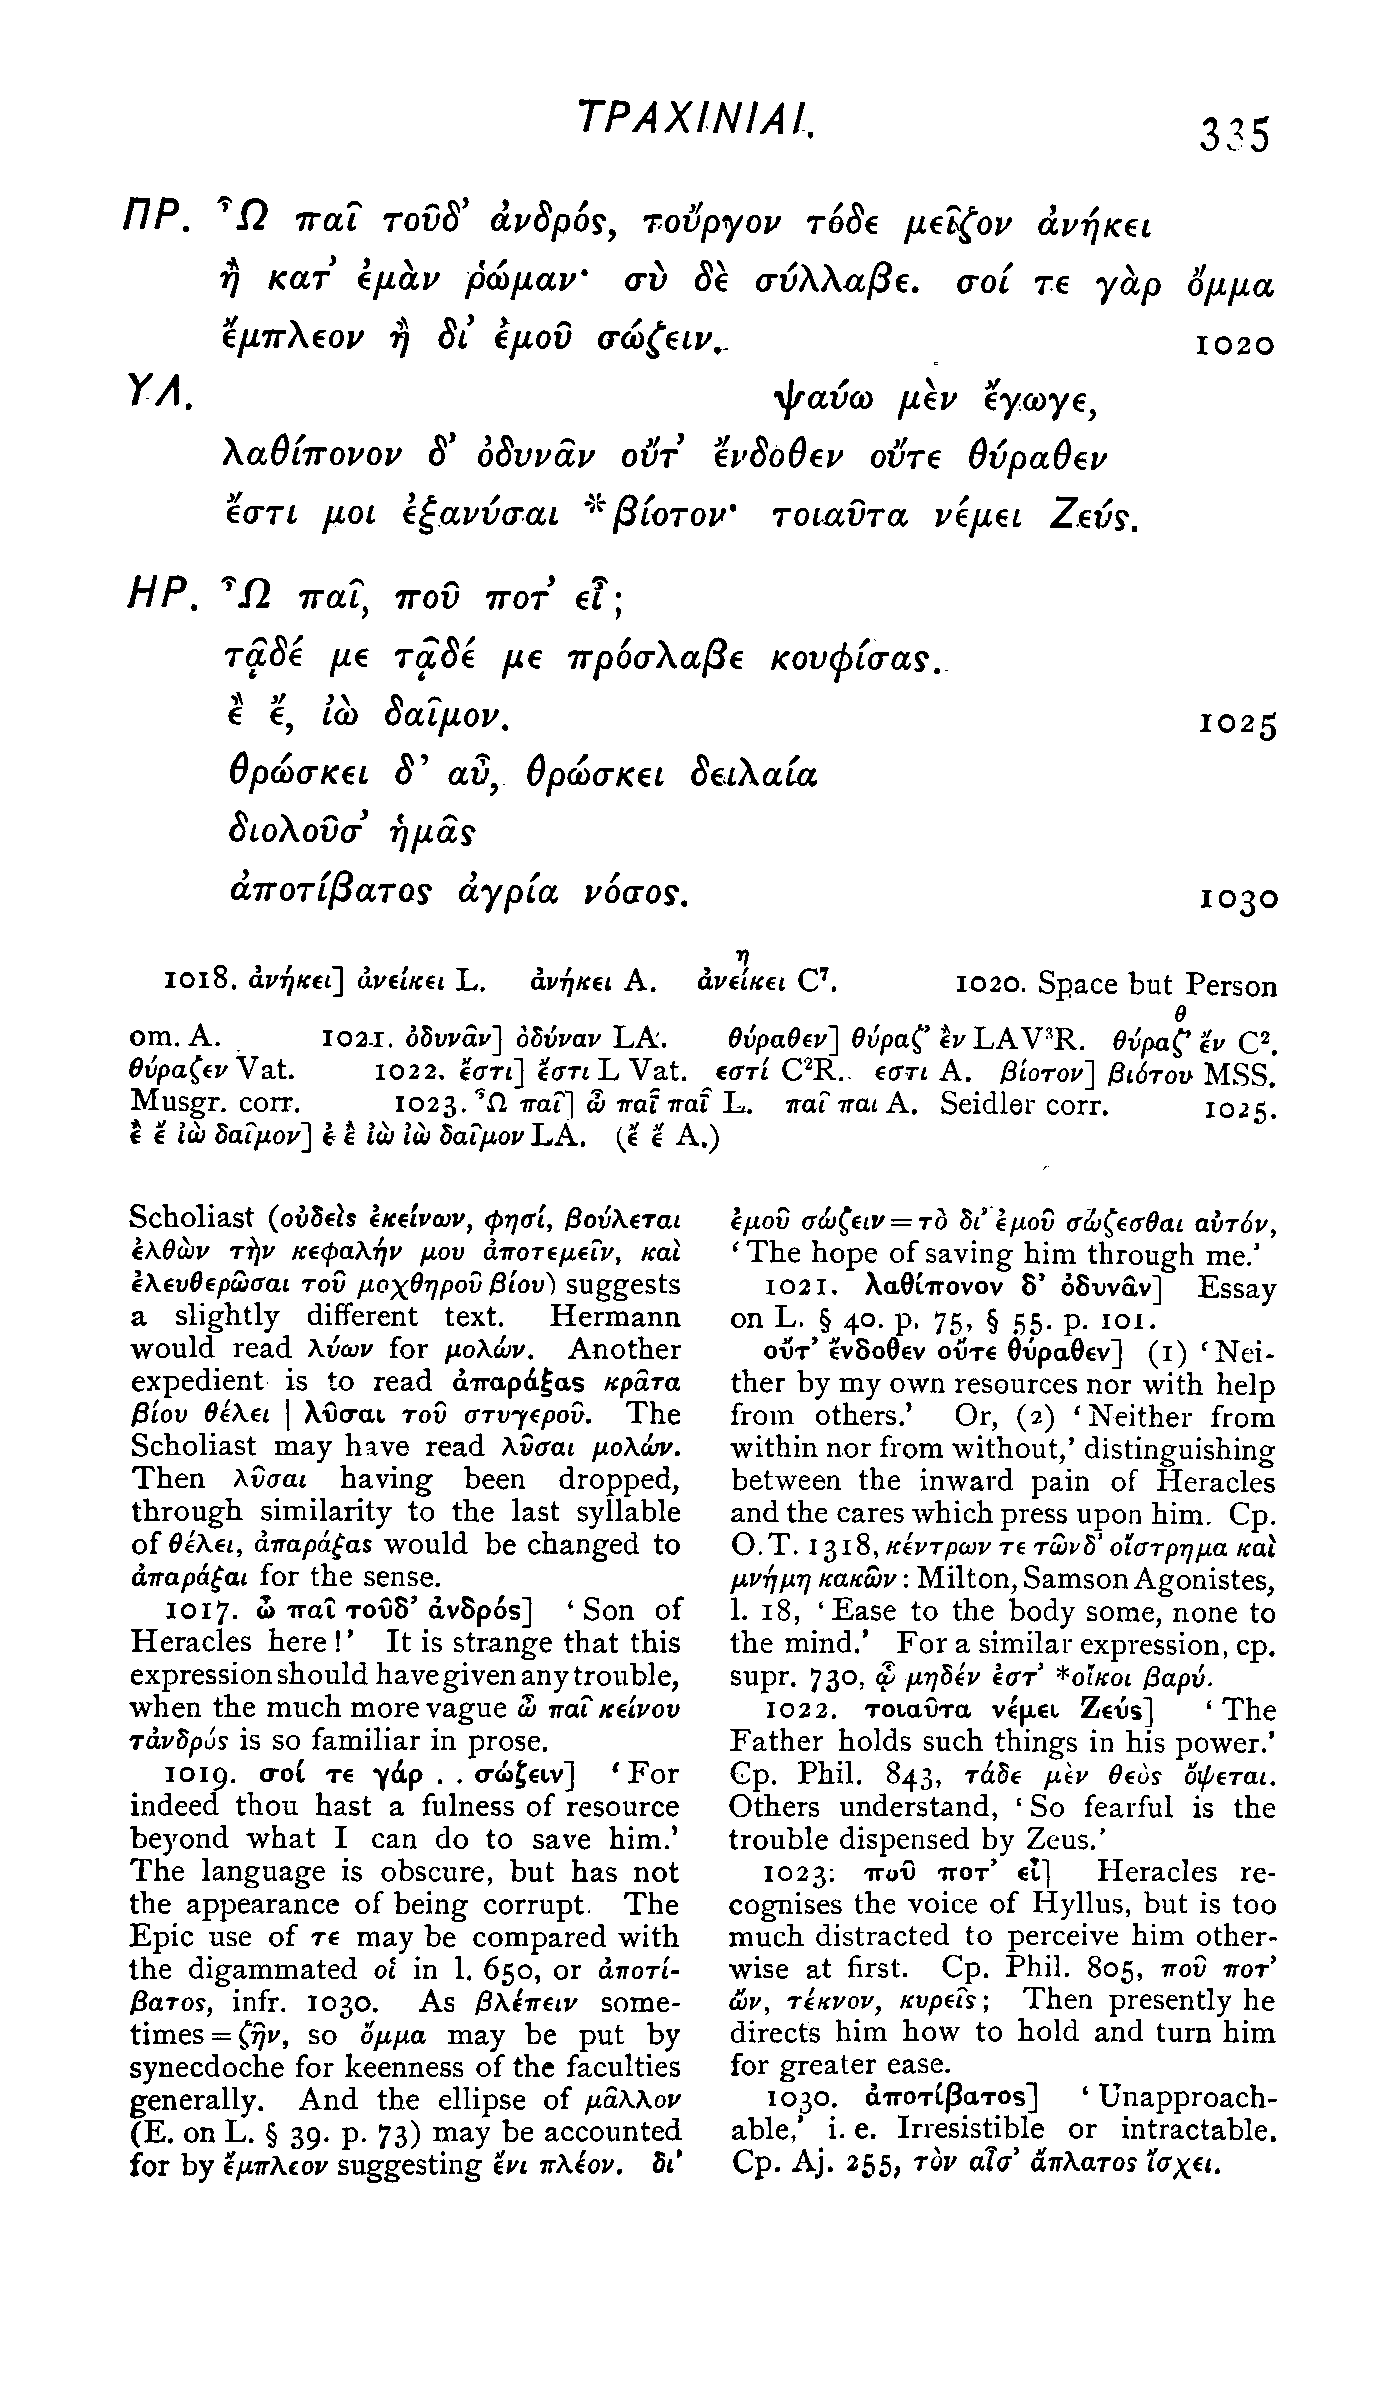 ΤΡΑΧΙΝΙΑΙ.
335
ΠΡ. Ὦ παῖ τοῦδ’ ἀνδρός, τοὔργον τόδε μεῖζον ἀνήκει
ἢ κατ’ ἐμὰν ῥώμαν· σὺ δὲ σύλλαβε. σοί τε γὰρ ὄμμα
ἔμπλεον ἢ δι’ ἐμοῦ σώζειν.
1020
ΥΛ. ψαύω μὲν ἔγωγε,
λαθίπονον δ’ ὀδυνᾶν οὔτ’ ἔνδοθεν οὔτε θύραθεν
ἔστι μοι ἐξανύσαι *βίοτον· τοιαῦτα νέμει Ζεύς.
ΗΡ. Ὦ παῖ, ποῦ ποτ’ εἶ;
τᾷδέ με τᾷδέ με πρόσλαβε κουφίσας.
ἒ ἔ, ἰὼ δαῖμον.
1025
θρώσκει δ’ αὖ, θρώσκει δειλαία
διολοῦσ’ ἡμᾶς
ἀποτίβατος ἀγρία νόσος.
1030
1018. ἀνήκει] ἀνείκει L. ἀνήκει A. ἀνείκει C⁷. 1020. Space but Person
η
θ
om. A. 1021. ὀδυνᾶν] ὀδύναν LA. θύραθεν] θύραζ’ ἐν LAV³R. θύραζ’ ἔν C².
θύραζεν Vat. 1022. ἔστι] ἔστι L Vat. εστί C²R. εστι A. βίοτον] βιότου MSS.
Musgr. corr. 1023. Ὦ παῖ] ὦ παῖ παῖ L. παῖ παι A. Seidler corr. 1025.
ἒ ἔ ἰὼ δαῖμον] ἐ ἒ ἰὼ ἰὼ δαῖμον LA. (ἔ ἔ A.)
Scholiast (οὐδεὶς ἐκείνων, φησί, βούλεται
ἐλθὼν τὴν κεφαλήν μου ἀποτεμεῖν, καὶ
ἐλευθερῶσαι τοῦ μοχθηροῦ βίου) suggests
a slightly different text. Hermann
would read λύων for μολών. Another
expedient is to read ἀπαράξας κρᾶτα
βίου θέλει | λῦσαι τοῦ στυγεροῦ. The
Scholiast may have read λῦσαι μολών.
Then λῦσαι having been dropped,
through similarity to the last syllable
of θέλει, ἀπαράξας would be changed to
ἀπαράξαι for the sense.
1017. ὦ παῖ τοῦδ’ ἀνδρός] ‘Son of
Heracles here!’ It is strange that this
expression should have given any trouble,
when the much more vague ὦ παῖ κείνου
τἀνδρός is so familiar in prose.
1019. σοί τε γάρ . . σώζειν] ‘For
indeed thou hast a fulness of resource
beyond what I can do to save him.’
The language is obscure, but has not
the appearance of being corrupt. The
Epic use of τε may be compared with
the digammated οἷ in l. 650, or ἀποτί-
βατος, infr. 1030. As βλέπειν some-
times = ζῆν, so ὄμμα may be put by
synecdoche for keenness of the faculties
generally. And the ellipse of μᾶλλον
(E. on L. § 39. p. 73) may be accounted
for by ἔμπλεον suggesting ἔνι πλέον. δι’
ἐμοῦ σώζειν = τὸ δι’ ἐμοῦ σώζεσθαι αὐτόν,
‘The hope of saving him through me.’
1021. λαθίπονον δ’ ὀδυνᾶν] Essay
on L. § 40. p. 75, § 55. p. 101.
οὔτ’ ἔνδοθεν οὔτε θύραθεν] (1) ‘Nei-
ther by my own resources nor with help
from others.’ Or, (2) ‘Neither from
within nor from without,’ distinguishing
between the inward pain of Heracles
and the cares which press upon him. Cp.
O. T. 1318, κέντρων τε τῶνδ’ οἴστρημα καὶ
μνήμη κακῶν: Milton, Samson Agonistes,
l. 18, ‘Ease to the body some, none to
the mind.’ For a similar expression, cp.
supr. 730, ᾧ μηδέν ἐστ’ *οἴκοι βαρύ.
1022. τοιαῦτα νέμει Ζεύς] ‘The
Father holds such things in his power.’
Cp. Phil. 843, τάδε μὲν θεὸς ὄψεται.
Others understand, ‘So fearful is the
trouble dispensed by Zeus.’
1023: ποῦ ποτ’ εἶ] Heracles re-
cognises the voice of Hyllus, but is too
much distracted to perceive him other-
wise at first. Cp. Phil. 805, ποῦ ποτ’
ὤν, τέκνον, κυρεῖς; Then presently he
directs him how to hold and turn him
for greater ease.
1030. ἀποτίβατος] ‘Unapproach-
able,’ i. e. Irresistible or intractable.
Cp. Aj. 255, τὸν αἶσ’ ἄπλατος ἴσχει.